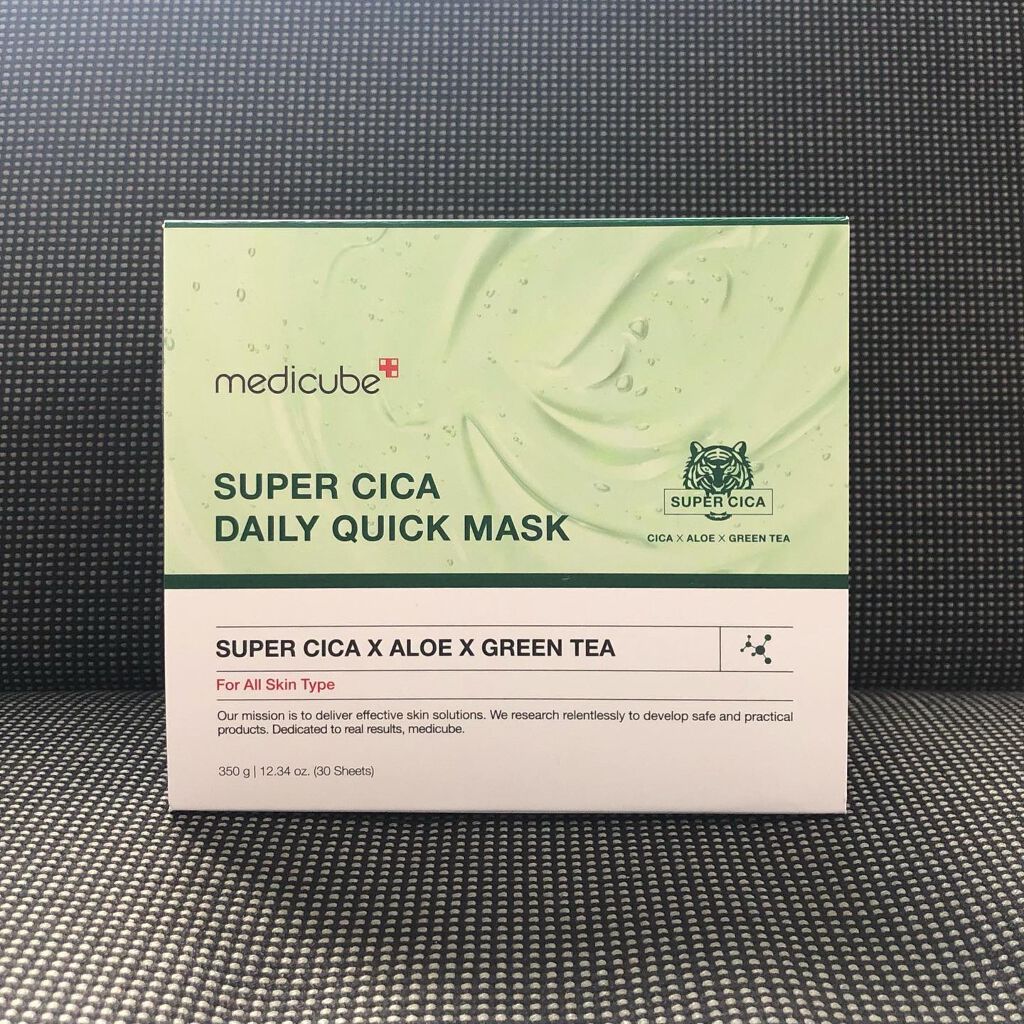 medicube
SUPER CICA
DAILY QUICK MASK
SUPER CICA
CICA X ALOE X GREEN TEA
SUPER CICA X ALOE X GREEN TEA
For All Skin Type
Our mission is to deliver effective skin solutions. We research relentlessly to develop safe and practical
products. Dedicated to real results, medicube.
350 g | 12.34 oz. (30 Sheets)